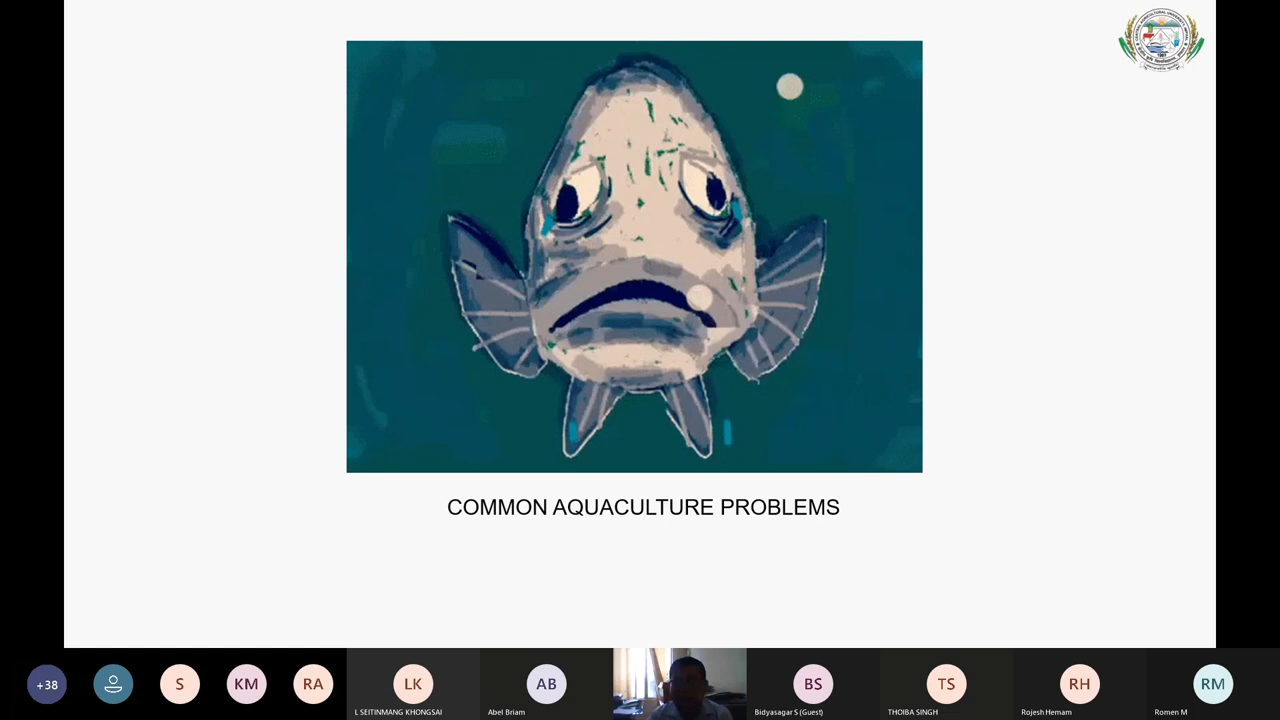 COMMON AQUACULTURE PROBLEMS
+38
S
KM
RA
LK
AB
BS
TS
RH
RM
L SEITINMANG KHONGSAI
Abel Briam
Bidyasagar S (Guest)
THOIBA SINGH
Rojesh Hemam
Romen M